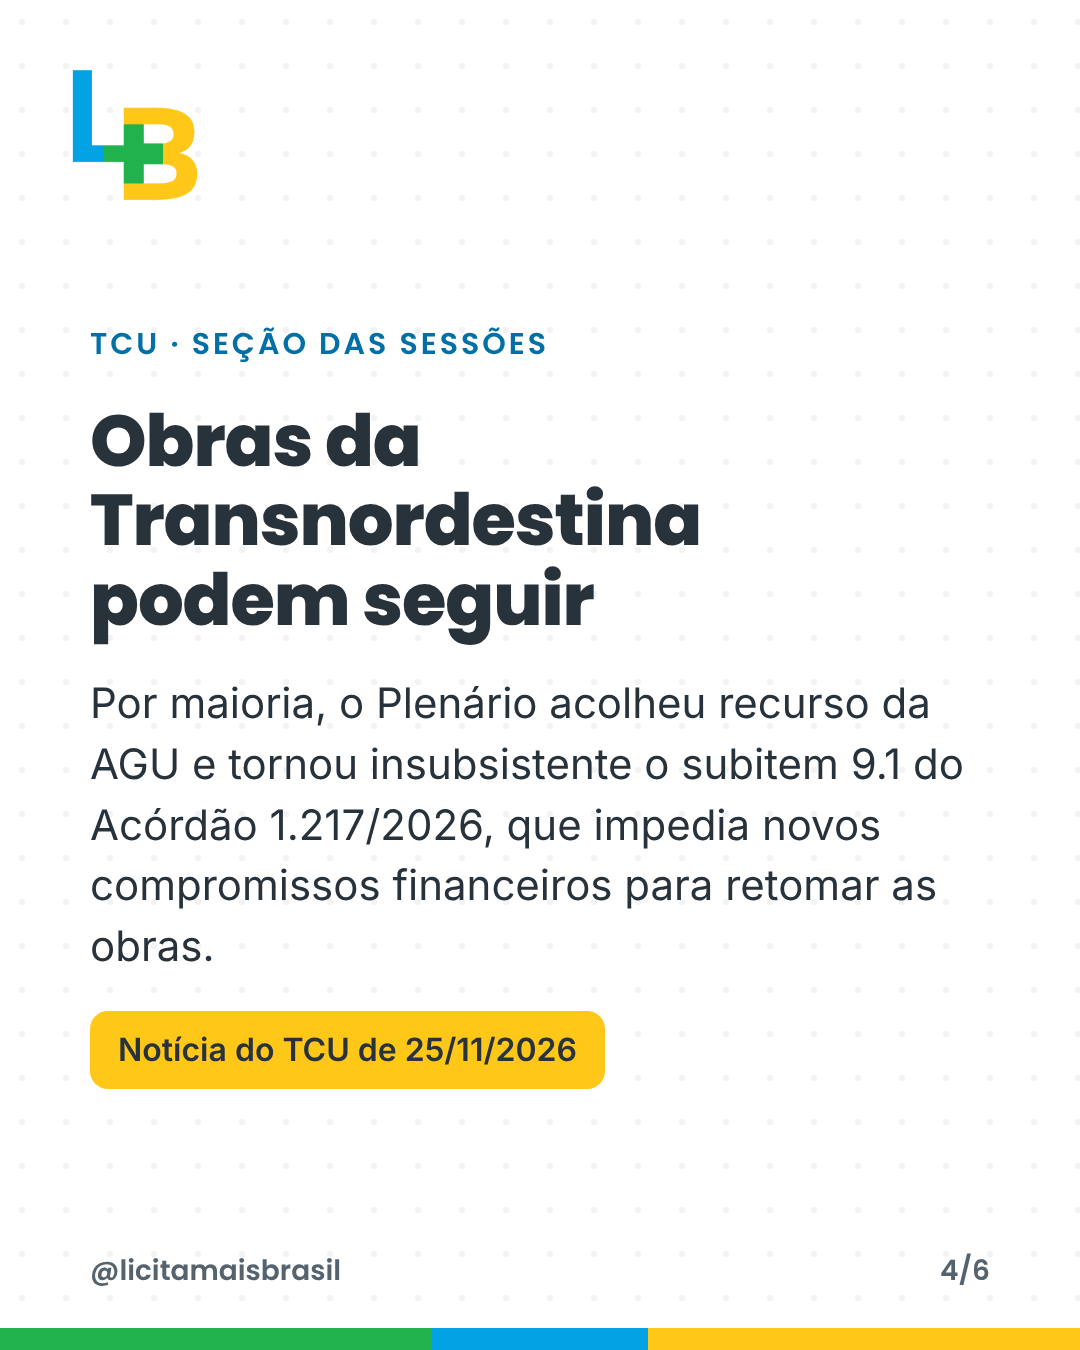 L+B
TCU · SEÇÃO DAS SESSÕES
Obras da
Transnordestina
podem seguir
Por maioria, o Plenário acolheu recurso da
AGU e tornou insubsistente o subitem 9.1 do
Acórdão 1.217/2026, que impedia novos
compromissos financeiros para retomar as
obras.
Notícia do TCU de 25/11/2026
@licitamaisbrasil
4/6